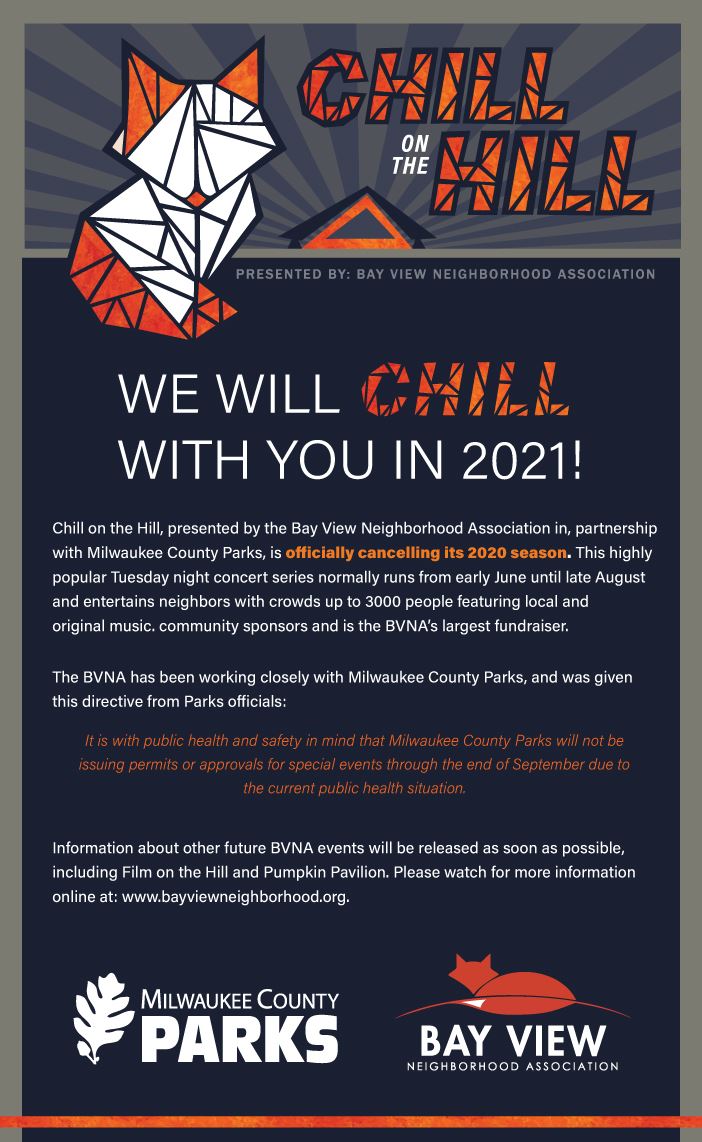 CHILL
ON
THE
HILL
PRESENTED BY: BAY VIEW NEIGHBORHOOD ASSOCIATION
WE WILL CHILL
WITH YOU IN 2021!
Chill on the Hill, presented by the Bay View Neighborhood Association in, partnership
with Milwaukee County Parks, is officially cancelling its 2020 season. This highly
popular Tuesday night concert series normally runs from early June until late August
and entertains neighbors with crowds up to 3000 people featuring local and
original music. community sponsors and is the BVNA's largest fundraiser.
The BVNA has been working closely with Milwaukee County Parks, and was given
this directive from Parks officials:
It is with public health and safety in mind that Milwaukee County Parks will not be
issuing permits or approvals for special events through the end of September due to
the current public health situation.
Information about other future BVNA events will be released as soon as possible,
including Film on the Hill and Pumpkin Pavilion. Please watch for more information
online at: www.bayviewneighborhood.org.
MILWAUKEE COUNTY
PARKS
BAY VIEW
NEIGHBORHOOD ASSOCIATION